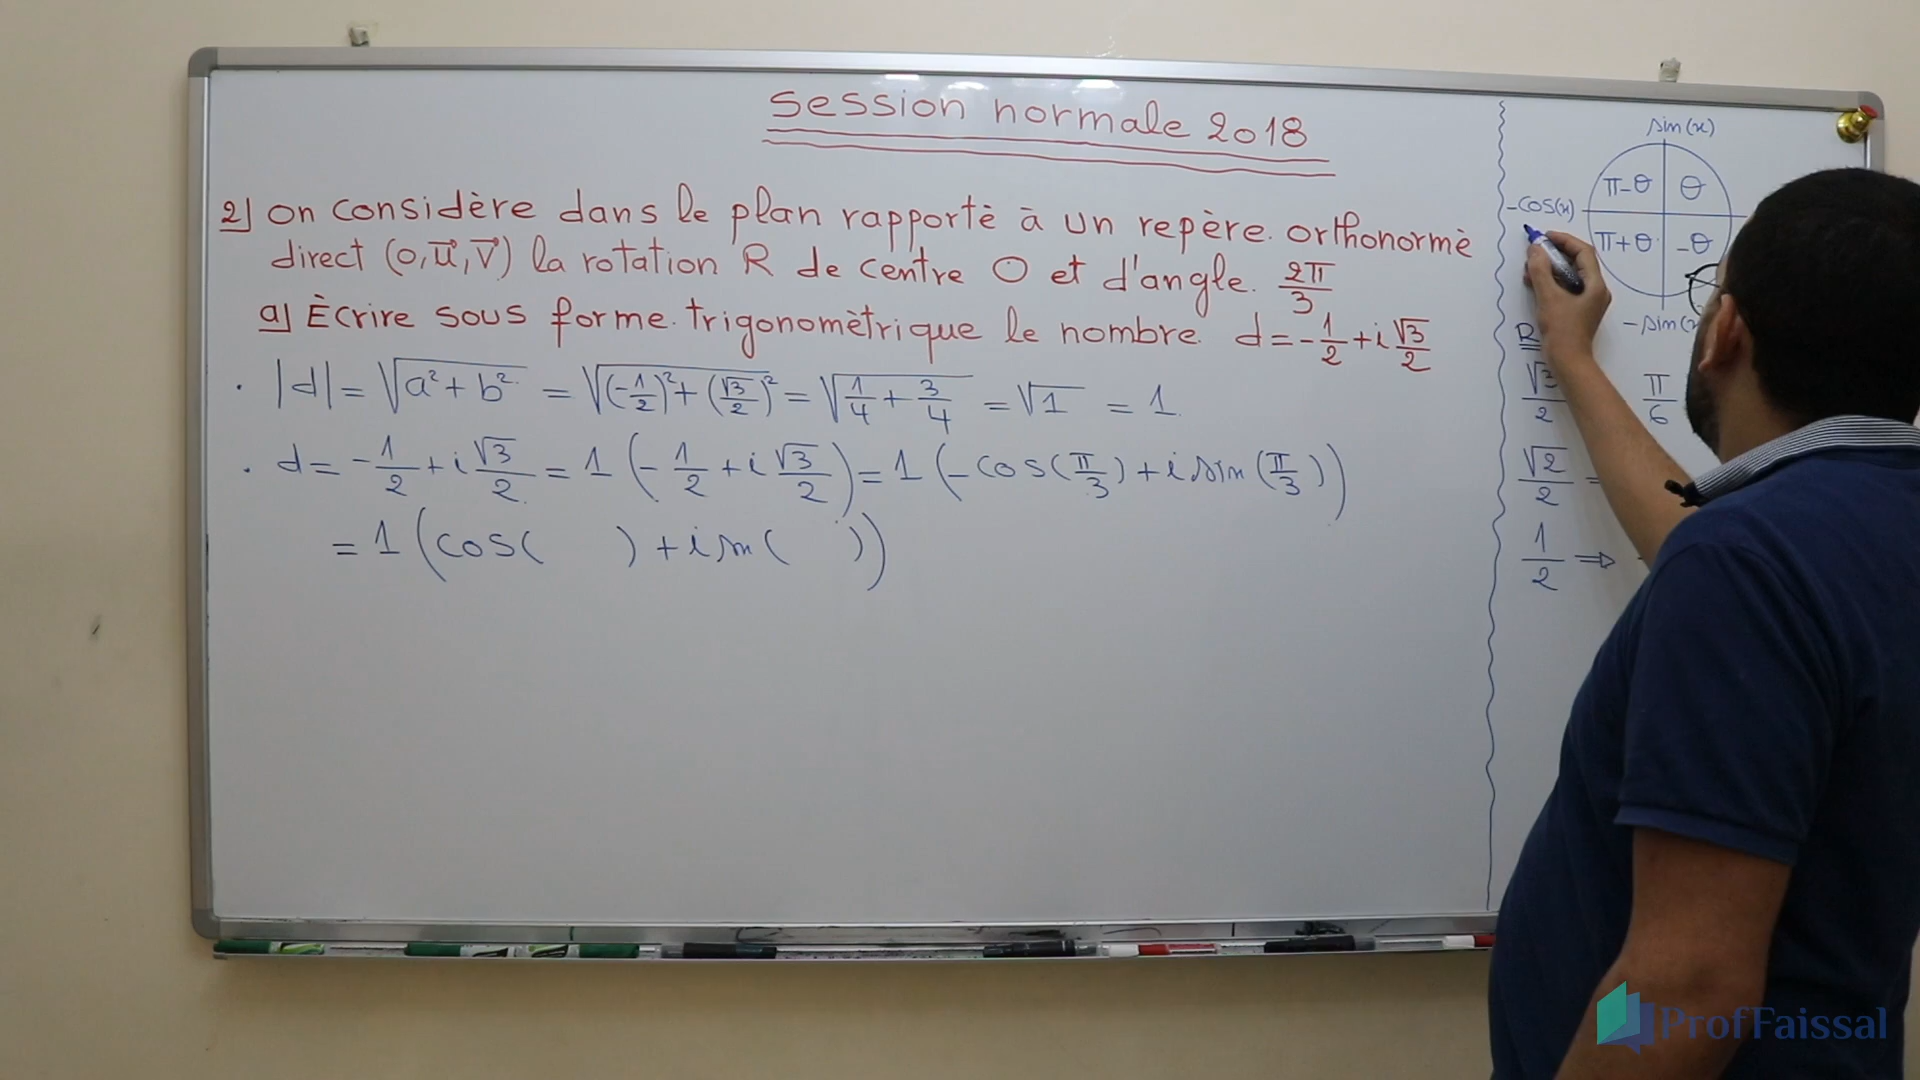 Session normale 2018
2) on considère dans le plan rapportè à un repère orthonormè
direct (o,u⃗,v⃗) la rotation R de centre O et d'angle 2π/3
a) Ècrire sous forme trigonomètrique le nombre d=-1/2+i√3/2
• |d|=√(a²+b²) = √((-1/2)²+(√3/2)²) = √(1/4+3/4) = √1 = 1
• d=-1/2+i√3/2 = 1(-1/2+i√3/2) = 1(-cos(π/3)+i sin(π/3))
= 1(cos( )+i sin( ))
sin(x)
π-θ θ
-cos(x)
π+θ -θ
-sin(x
R
√3/2 π/6
√2/2 =
1/2 ⇒
ProfFaissal